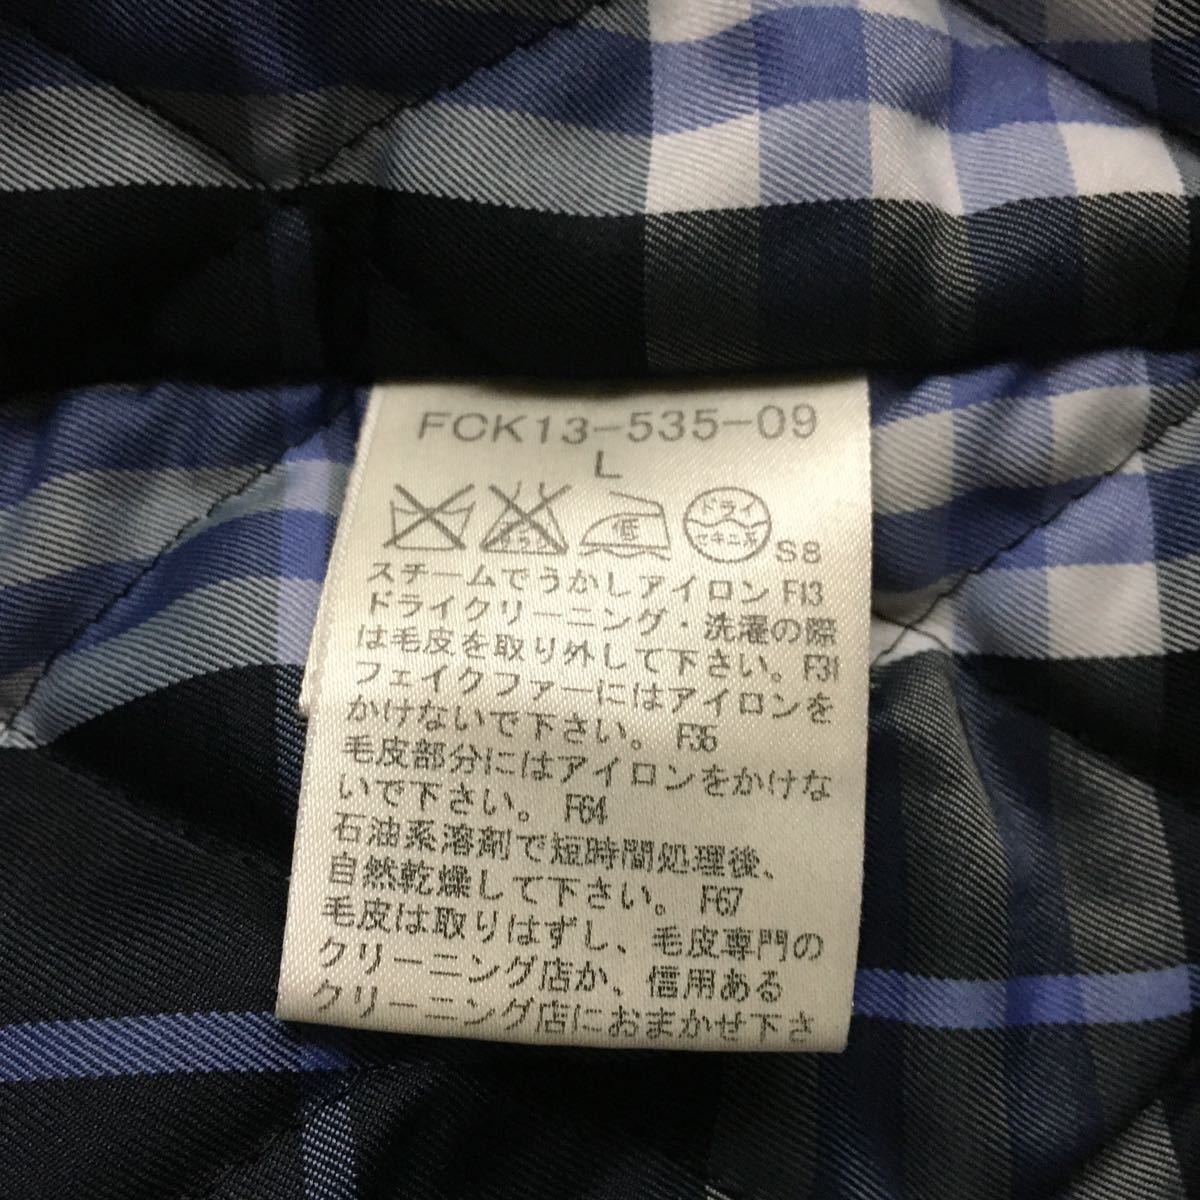 FCK13-535-09
L
低
ドライ
セキユ系
S8
スチームでうかしアイロン F13
ドライクリーニング・洗濯の際
は毛皮を取り外して下さい。F31
フェイクファーにはアイロンを
かけないで下さい。F36
毛皮部分にはアイロンをかけな
いで下さい。F64
石油系溶剤で短時間処理後、
自然乾燥して下さい。F67
毛皮は取りはずし、毛皮専門の
クリーニング店か、信用ある
クリーニング店におまかせ下さ